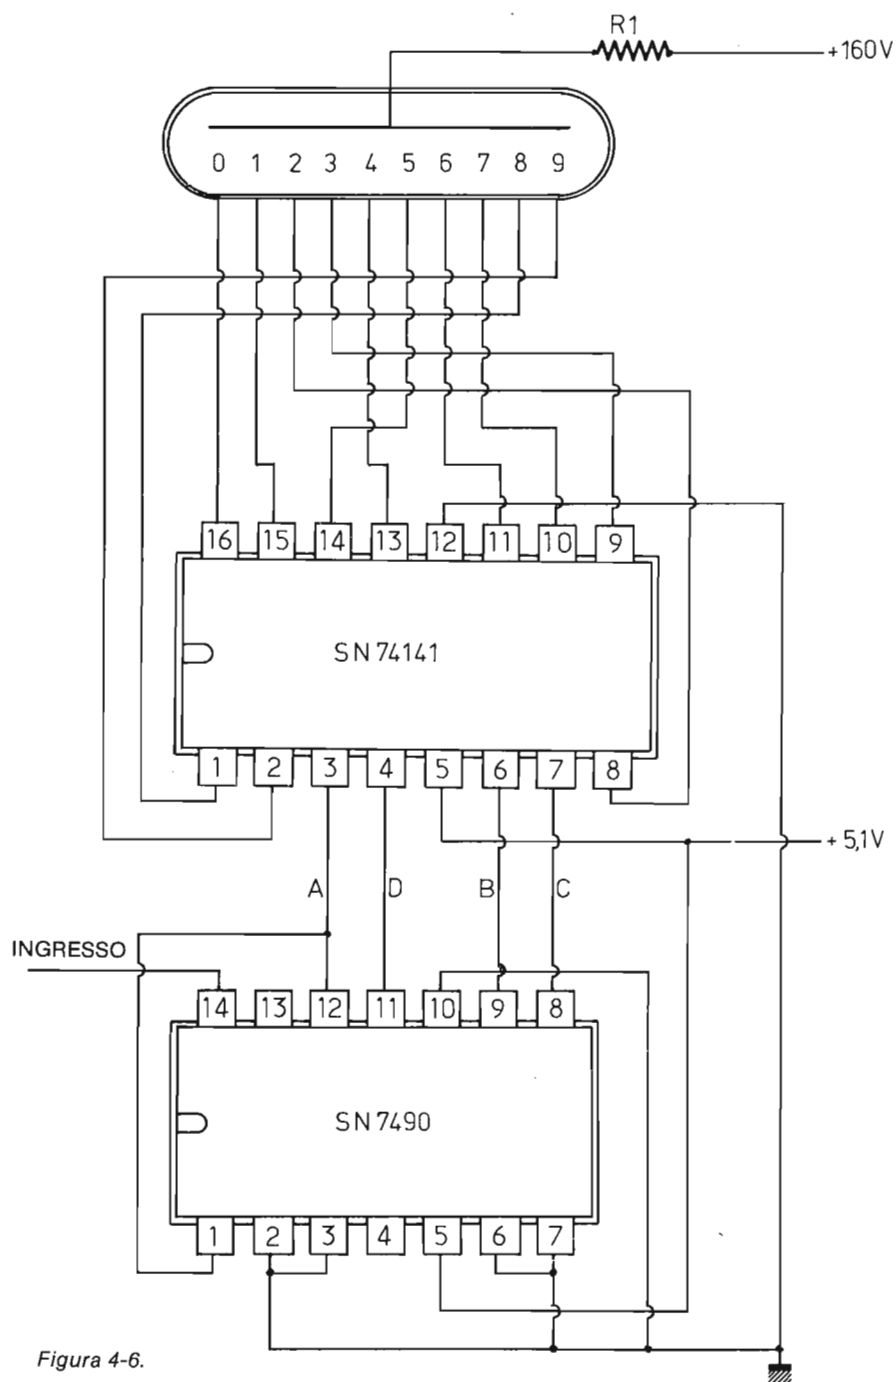 R1
+160V
0 1 2 3 4 5 6 7 8 9
16 15 14 13 12 11 10 9
SN 74141
1 2 3 4 5 6 7 8
+ 5,1V
A D B C
INGRESSO
14 13 12 11 10 9 8
SN 7490
1 2 3 4 5 6 7
Figura 4-6.